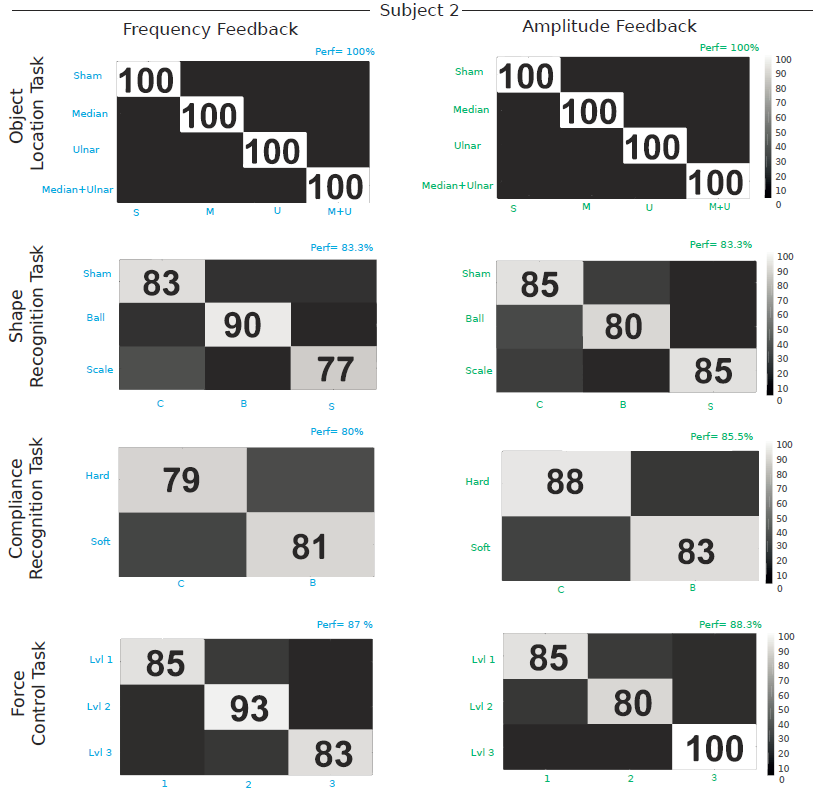 Subject 2
Frequency Feedback
Amplitude Feedback
Object
Location Task
Perf= 100%
Sham
Median
Ulnar
Median+Ulnar
100
100
100
100
S M U M+U
Perf= 100%
Sham
Median
Ulnar
Median+Ulnar
100
100
100
100
S M U M+U
100
90
80
70
60
50
40
30
20
10
0
Shape
Recognition Task
Perf= 83.3%
Sham
Ball
Scale
83
90
77
C B S
Perf= 83.3%
Sham
Ball
Scale
85
80
85
C B S
100
90
80
70
60
50
40
30
20
10
0
Compliance
Recognition Task
Perf= 80%
Hard
Soft
79
81
C B
Perf= 85.5%
Hard
Soft
88
83
C B
100
90
80
70
60
50
40
30
20
10
0
Force
Control Task
Perf= 87 %
Lvl 1
Lvl 2
Lvl 3
85
93
83
1 2 3
Perf= 88.3%
Lvl 1
Lvl 2
Lvl 3
85
80
100
1 2 3
100
90
80
70
60
50
40
30
20
10
0